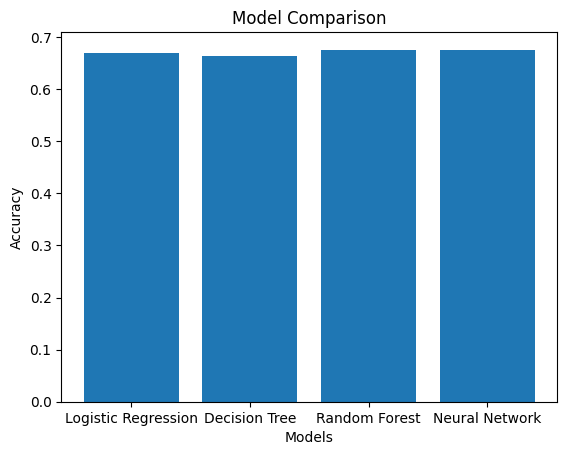 Model Comparison
0.7
0.6
0.5
0.4
0.3
0.2
0.1
0.0
Accuracy
Logistic Regression Decision Tree Random Forest Neural Network
Models